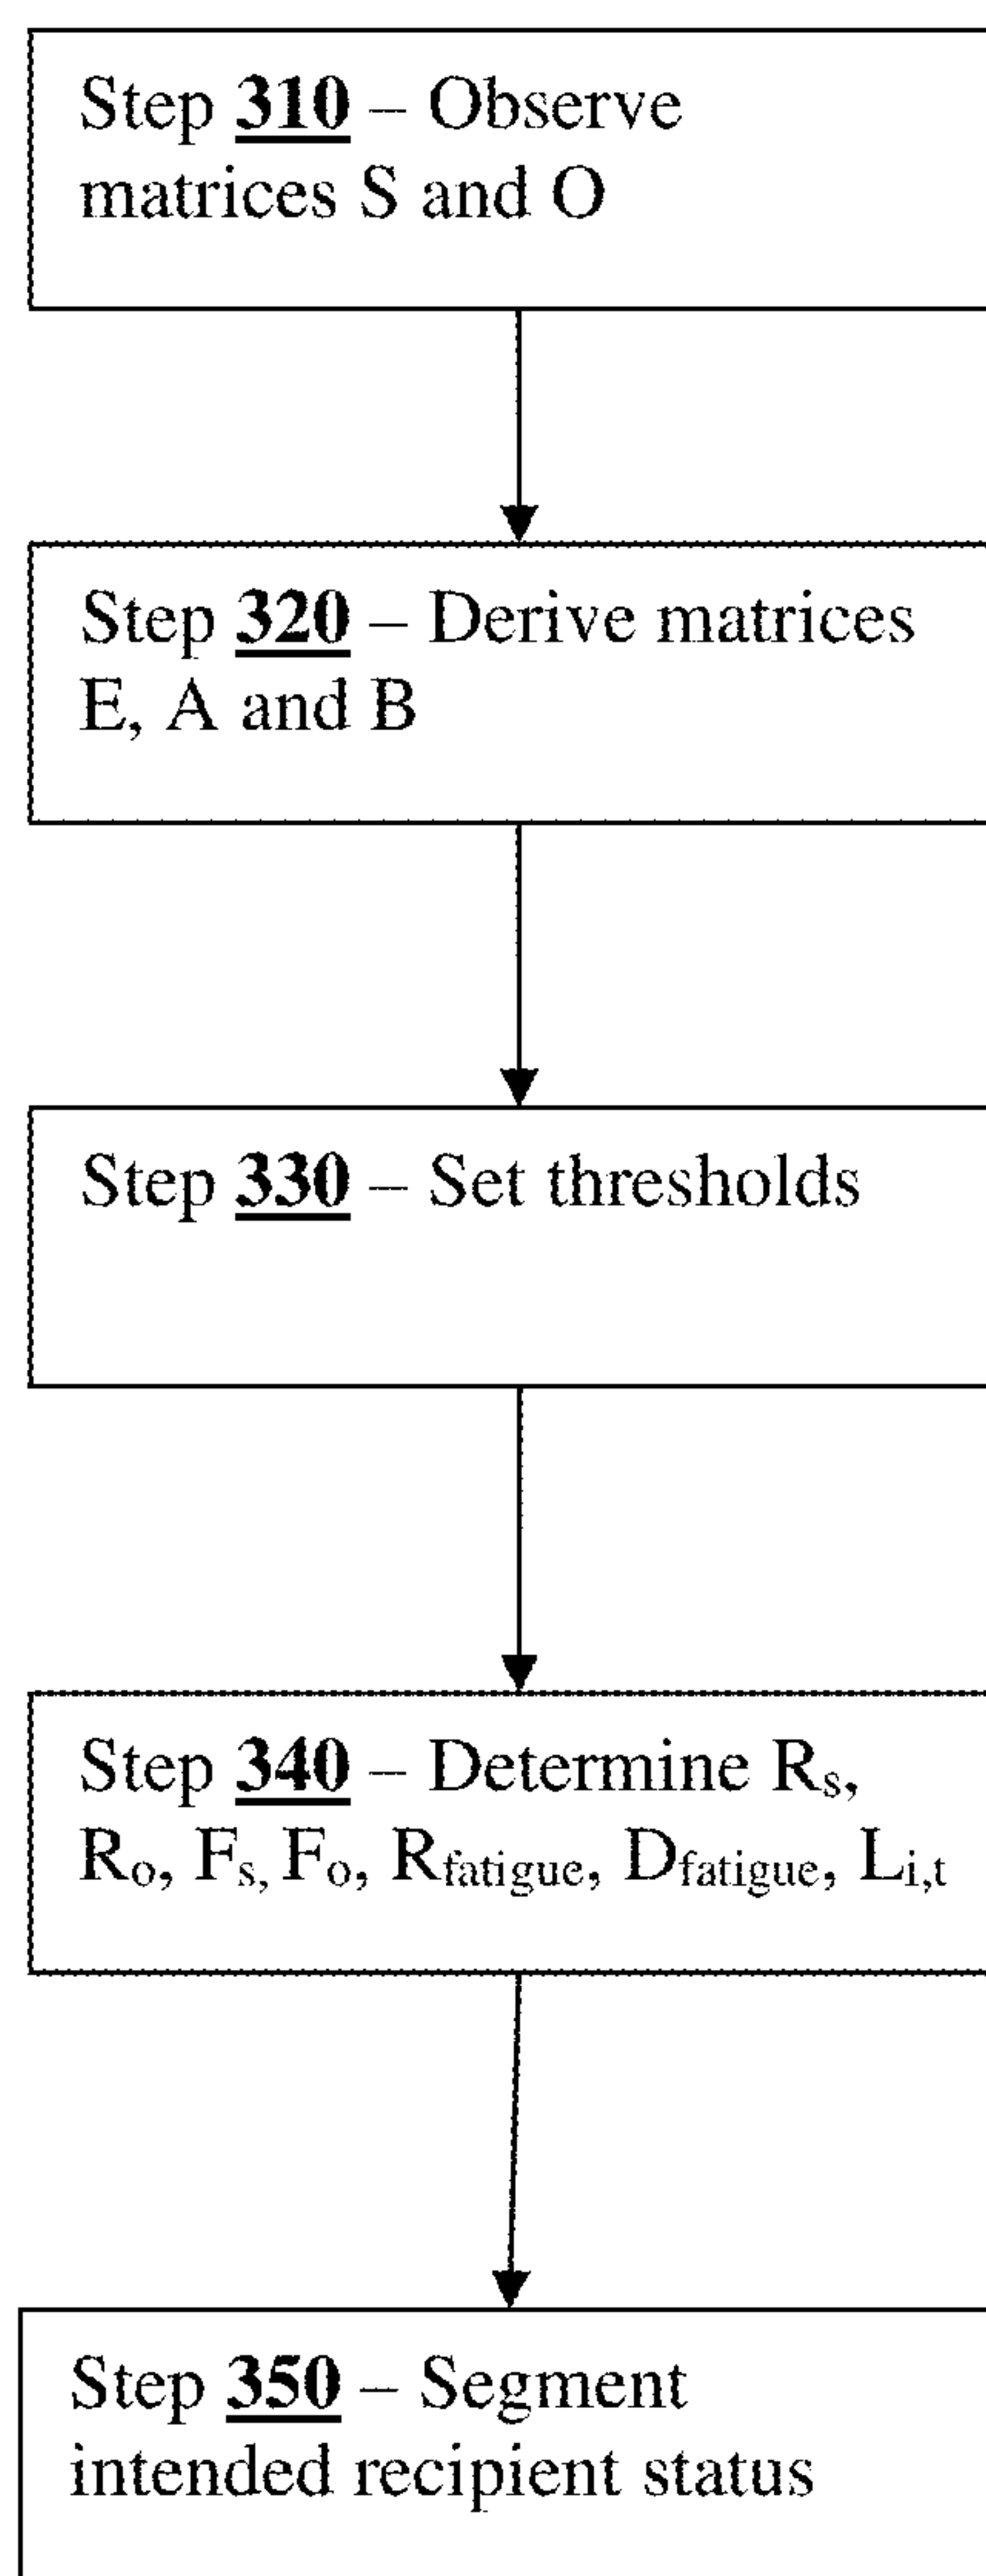 Step 310 – Observe
matrices S and O
Step 320 – Derive matrices
E, A and B
Step 330 – Set thresholds
Step 340 – Determine Rs,
Ro, Fs, Fo, Rfatigue, Dfatigue, Li,t
Step 350 – Segment
intended recipient status